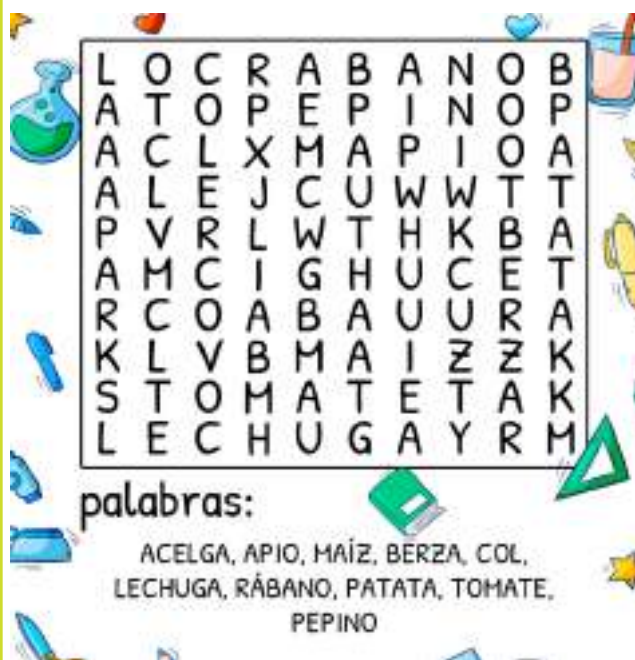 L O C R A B A N O B
A T O P E P I N O P
A C L X M A P I O A
A L E J C U W W T T
P V R L W T H K B A
A M C I G H U C E T
R C O A B A U U R A
K L V B M A I Z Z K
S T O M A T E T A K
L E C H U G A Y R M
palabras:
ACELGA, APIO, MAÍZ, BERZA, COL,
LECHUGA, RÁBANO, PATATA, TOMATE,
PEPINO